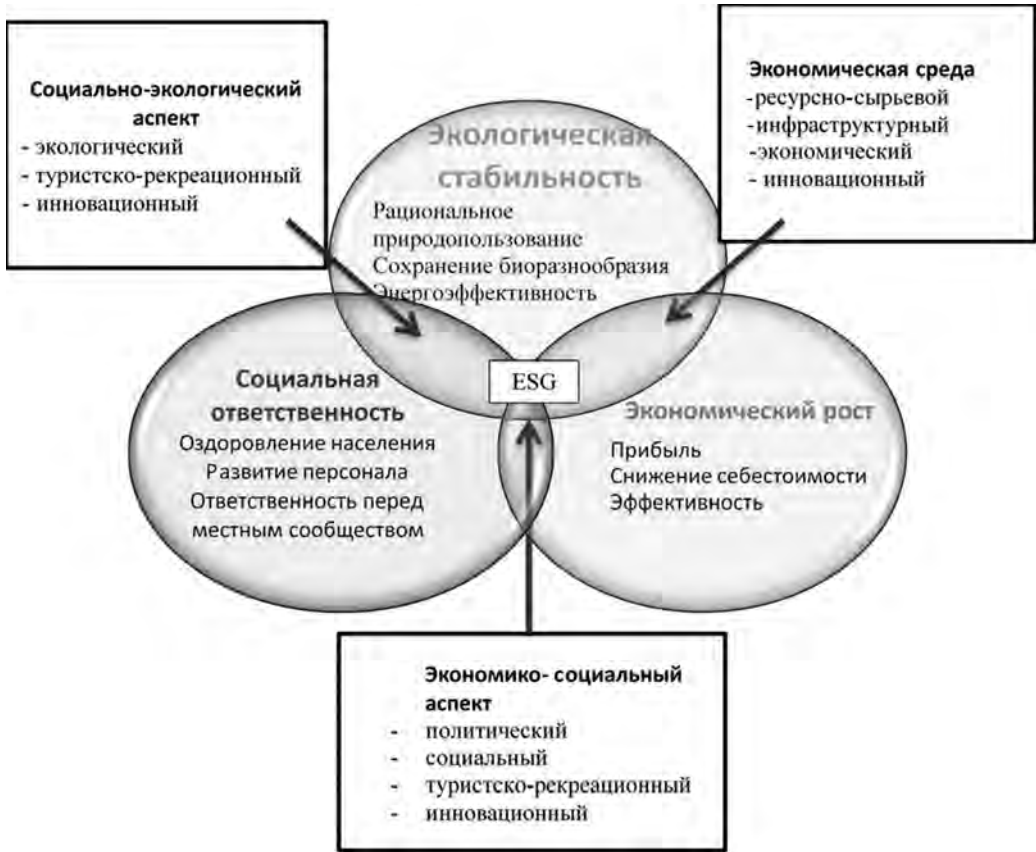 Социально-экологический
аспект
- экологический
- туристско-рекреационный
- инновационный
Экономическая среда
-ресурсно-сырьевой
-инфраструктурный
-экономический
- инновационный
Экологическая
стабильность
Рациональное
природопользование
Сохранение биоразнообразия
Энергоэффективность
Социальная
ответственность
Оздоровление населения
Развитие персонала
Ответственность перед
местным сообществом
ESG
Экономический рост
Прибыль
Снижение себестоимости
Эффективность
Экономико- социальный
аспект
- политический
- социальный
- туристско-рекреационный
- инновационный